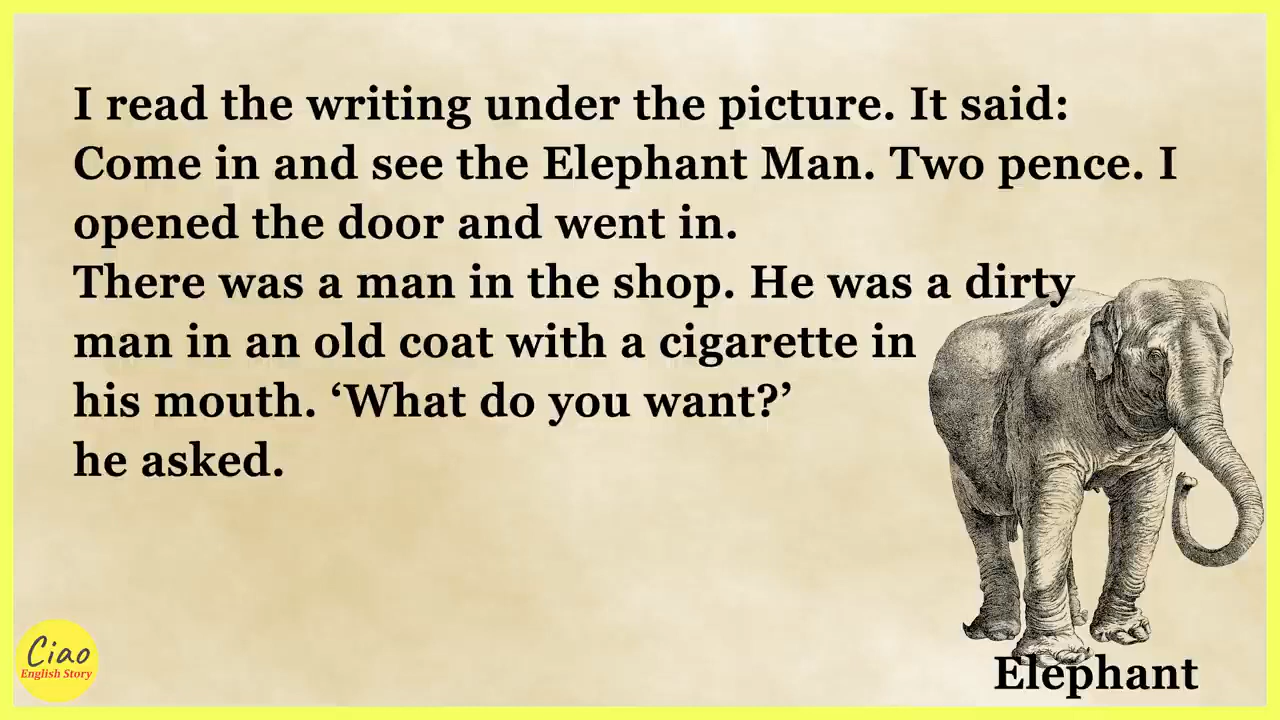 I read the writing under the picture. It said:
Come in and see the Elephant Man. Two pence. I
opened the door and went in.
There was a man in the shop. He was a dirty
man in an old coat with a cigarette in
his mouth. ‘What do you want?’
he asked.
Elephant
Ciao
English Story